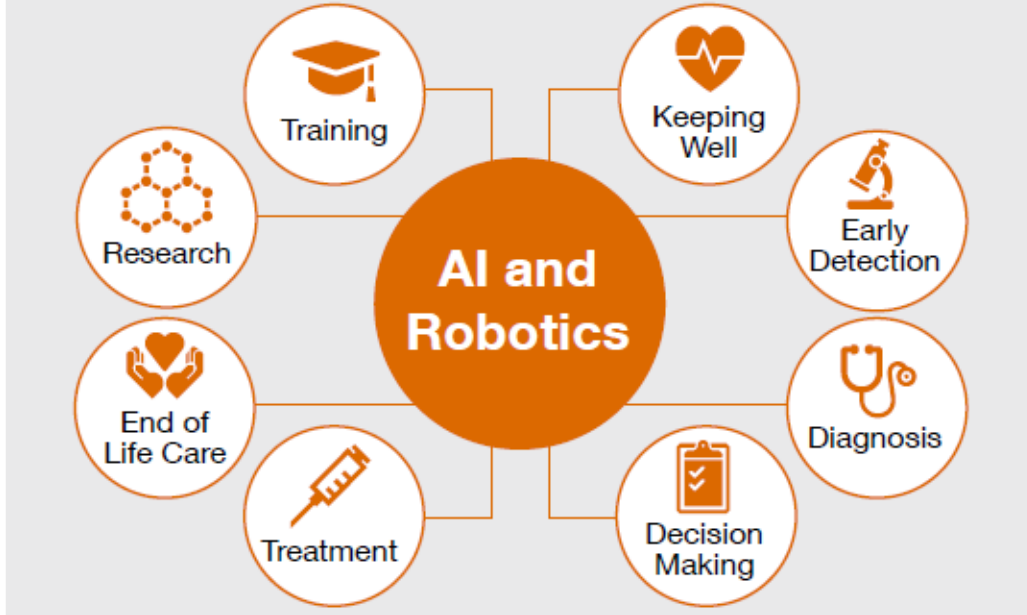 AI and
Robotics
Training
Keeping
Well
Early
Detection
Diagnosis
Decision
Making
Treatment
End of
Life Care
Research